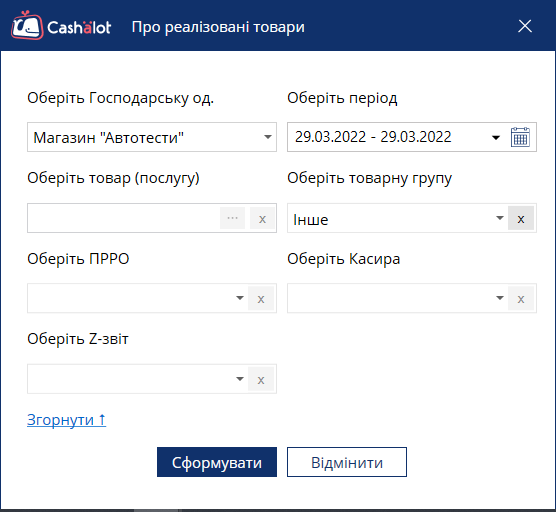 Cashalot Про реалізовані товари
Оберіть Господарську од. Оберіть період
Магазин "Автотести" 29.03.2022 - 29.03.2022
Оберіть товар (послугу) Оберіть товарну групу
... x Інше x
Оберіть ПРРО Оберіть Касира
x x
Оберіть Z-звіт
x
Згорнути ↑
Сформувати Відмінити